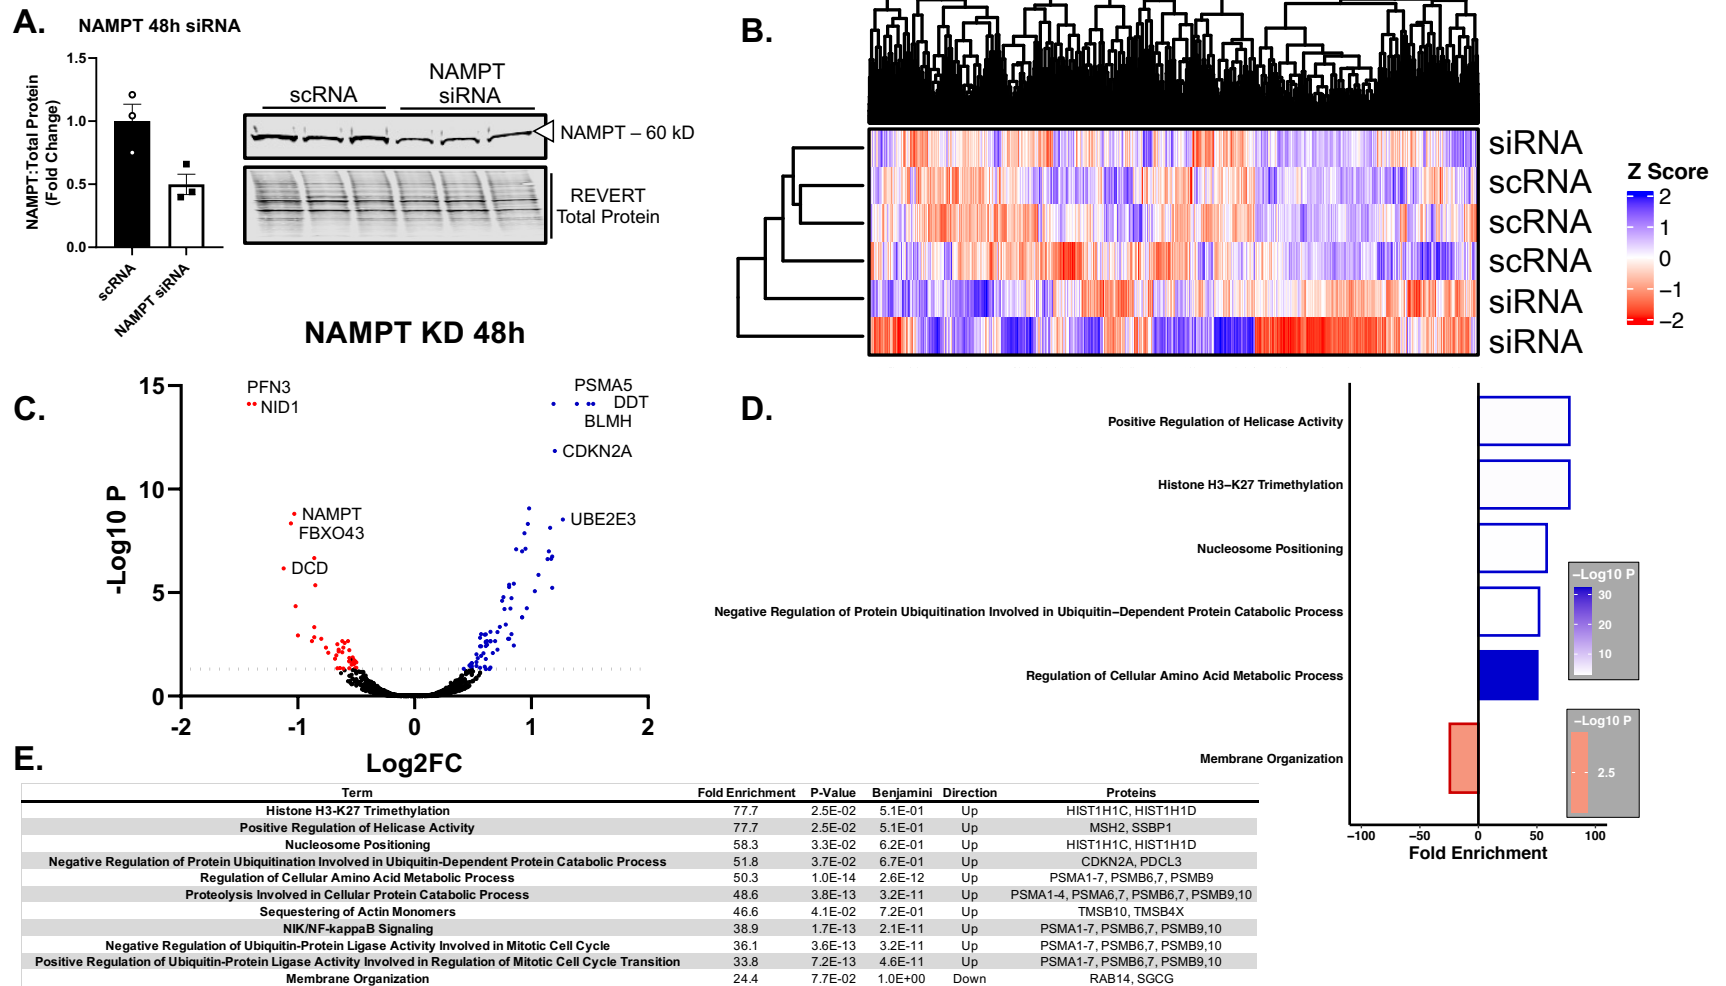 A.
NAMPT 48h siRNA
NAMPT:Total Protein
(Fold Change)
1.5
1.0
0.5
0.0
scRNA
NAMPT siRNA
scRNA
NAMPT
siRNA
NAMPT – 60 kD
REVERT
Total Protein
B.
siRNA
scRNA
scRNA
scRNA
siRNA
siRNA
Z Score
2
1
0
−1
−2
C.
NAMPT KD 48h
-Log10 P
15
10
5
0
-2
-1
0
1
2
Log2FC
PFN3
NID1
PSMA5
DDT
BLMH
CDKN2A
NAMPT
FBXO43
UBE2E3
DCD
D.
Positive Regulation of Helicase Activity
Histone H3−K27 Trimethylation
Nucleosome Positioning
Negative Regulation of Protein Ubiquitination Involved in Ubiquitin−Dependent Protein Catabolic Process
Regulation of Cellular Amino Acid Metabolic Process
Membrane Organization
−Log10 P
30
20
10
−Log10 P
2.5
−100
−50
0
50
100
Fold Enrichment
E.
Term Fold Enrichment P-Value Benjamini Direction Proteins
Histone H3-K27 Trimethylation 77.7 2.5E-02 5.1E-01 Up HIST1H1C, HIST1H1D
Positive Regulation of Helicase Activity 77.7 2.5E-02 5.1E-01 Up MSH2, SSBP1
Nucleosome Positioning 58.3 3.3E-02 6.2E-01 Up HIST1H1C, HIST1H1D
Negative Regulation of Protein Ubiquitination Involved in Ubiquitin-Dependent Protein Catabolic Process 51.8 3.7E-02 6.7E-01 Up CDKN2A, PDCL3
Regulation of Cellular Amino Acid Metabolic Process 50.3 1.0E-14 2.6E-12 Up PSMA1-7, PSMB6,7, PSMB9
Proteolysis Involved in Cellular Protein Catabolic Process 48.6 3.8E-13 3.2E-11 Up PSMA1-4, PSMA6,7, PSMB6,7, PSMB9,10
Sequestering of Actin Monomers 46.6 4.1E-02 7.2E-01 Up TMSB10, TMSB4X
NIK/NF-kappaB Signaling 38.9 1.7E-13 2.1E-11 Up PSMA1-7, PSMB6,7, PSMB9,10
Negative Regulation of Ubiquitin-Protein Ligase Activity Involved in Mitotic Cell Cycle 36.1 3.6E-13 3.2E-11 Up PSMA1-7, PSMB6,7, PSMB9,10
Positive Regulation of Ubiquitin-Protein Ligase Activity Involved in Regulation of Mitotic Cell Cycle Transition 33.8 7.2E-13 4.6E-11 Up PSMA1-7, PSMB6,7, PSMB9,10
Membrane Organization 24.4 7.7E-02 1.0E+00 Down RAB14, SGCG